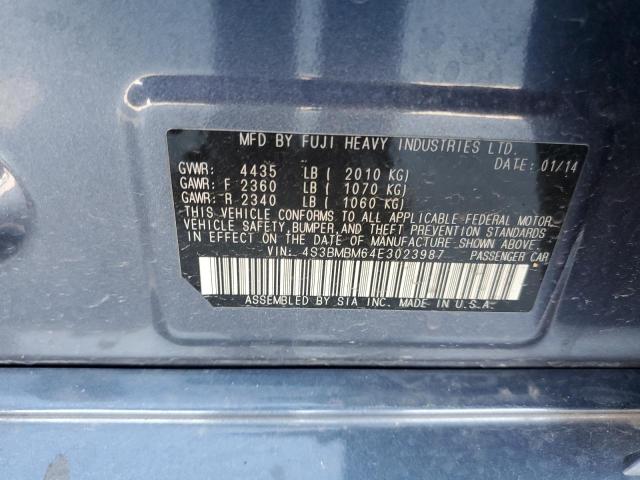 MFD BY FUJI HEAVY INDUSTRIES LTD.
DATE: 01/14
GVWR: 4435 LB ( 2010 KG)
GAWR: F 2360 LB ( 1070 KG)
GAWR: R 2340 LB ( 1060 KG)
THIS VEHICLE CONFORMS TO ALL APPLICABLE FEDERAL MOTOR
VEHICLE SAFETY,BUMPER,AND THEFT PREVENTION STANDARDS
IN EFFECT ON THE DATE OF MANUFACTURE SHOWN ABOVE.
VIN: 4S3BMBM64E3023987 PASSENGER CAR
ASSEMBLED BY SIA INC. MADE IN U.S.A.